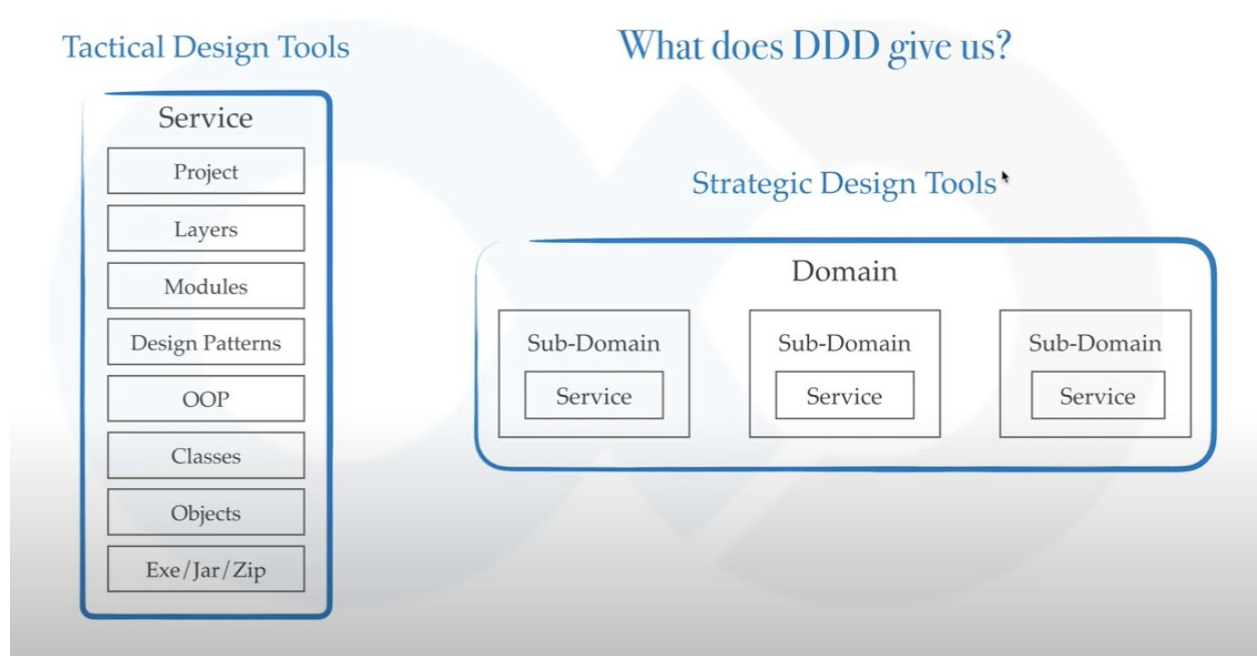 Tactical Design Tools
Service
Project
Layers
Modules
Design Patterns
OOP
Classes
Objects
Exe/Jar/Zip
What does DDD give us?
Strategic Design Tools
Domain
Sub-Domain
Service
Sub-Domain
Service
Sub-Domain
Service